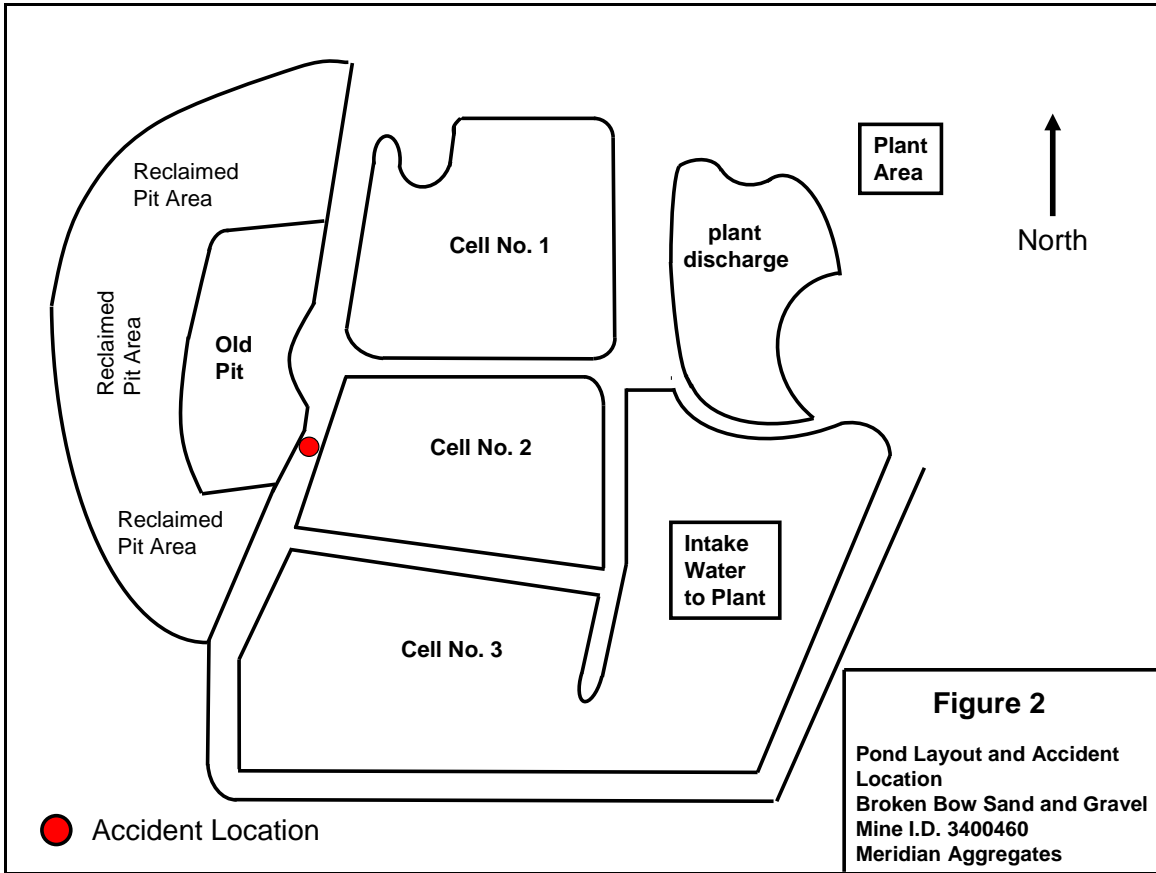 Reclaimed
Pit Area
Cell No. 1
plant
discharge
Plant
Area
North
Reclaimed
Pit Area
Old
Pit
Cell No. 2
Reclaimed
Pit Area
Intake
Water
to Plant
Cell No. 3
Figure 2
Pond Layout and Accident
Location
Broken Bow Sand and Gravel
Mine I.D. 3400460
Meridian Aggregates
Accident Location